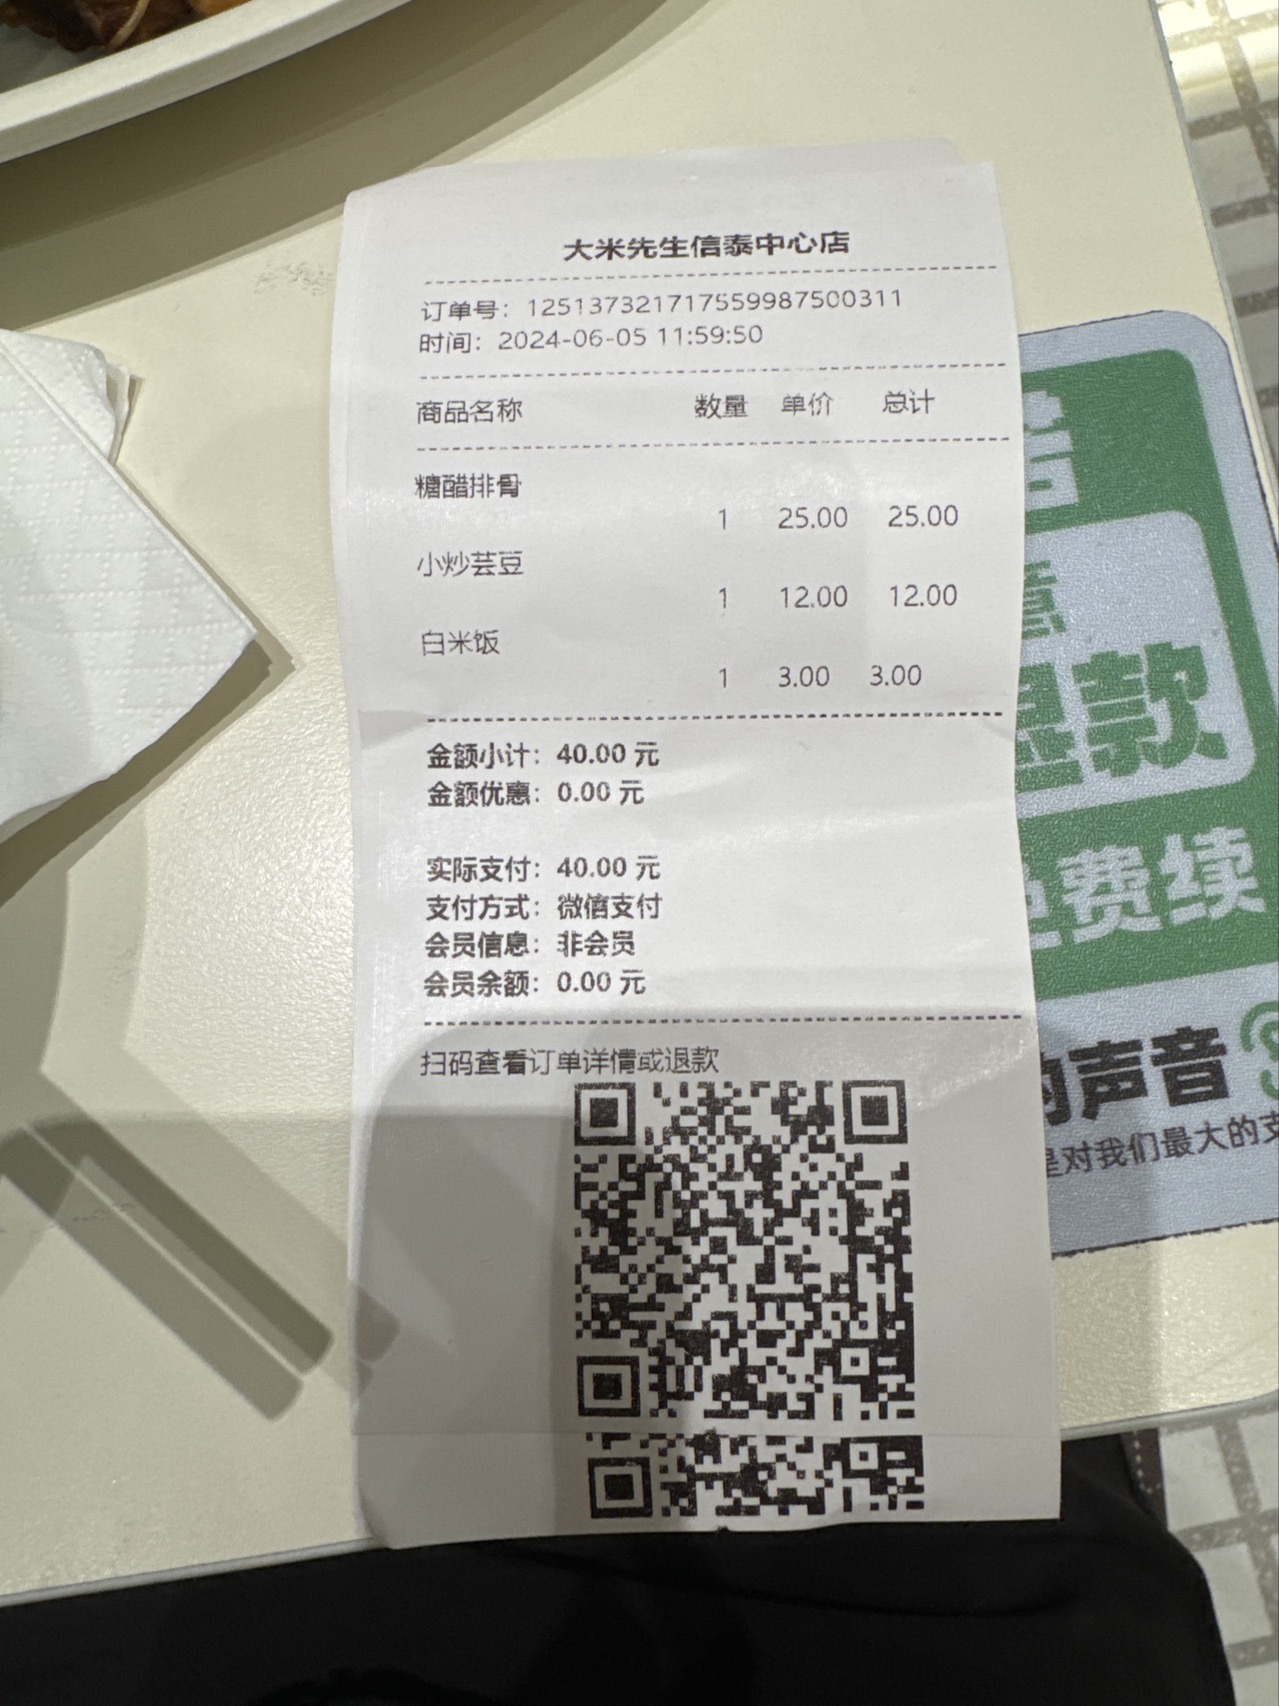 大米先生信泰中心店
订单号：1251373217175599875​00311
时间：2024-06-05 11:59:50
商品名称 数量 单价 总计
糖醋排骨
1 25.00 25.00
小炒芸豆
1 12.00 12.00
白米饭
1 3.00 3.00
金额小计：40.00 元
金额优惠：0.00 元
实际支付：40.00 元
支付方式：微信支付
会员信息：非会员
会员余额：0.00 元
扫码查看订单详情或退款
款
费续
的声音
是对我们最大的支